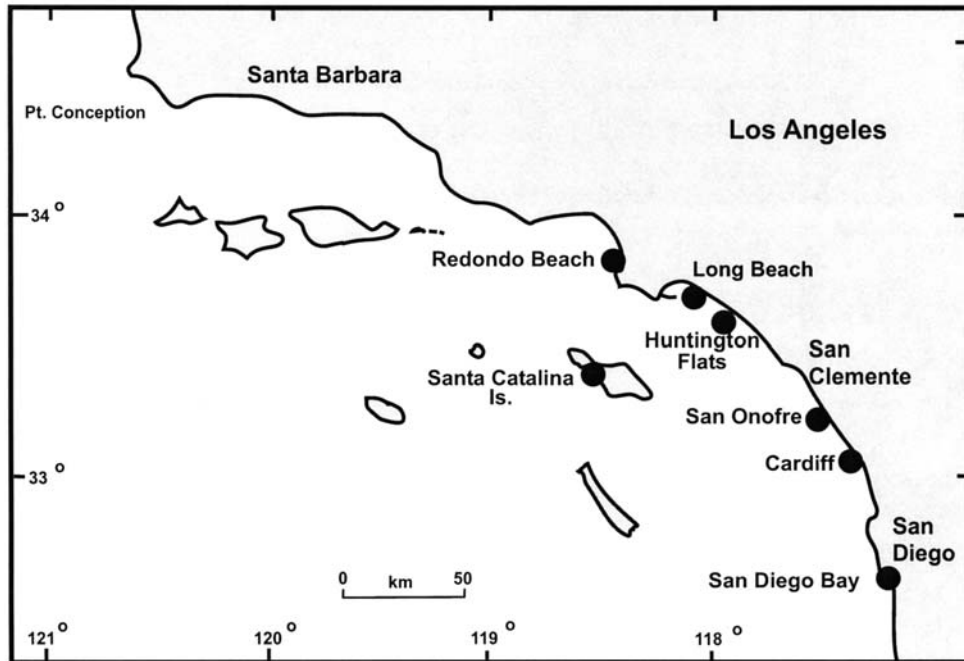 Santa Barbara
Pt. Conception
Los Angeles
34 °
Redondo Beach
Long Beach
Huntington
Flats
San
Clemente
Santa Catalina
Is.
San Onofre
Cardiff
33 °
San
Diego
San Diego Bay
0 km 50
121 ° 120 ° 119 ° 118 °